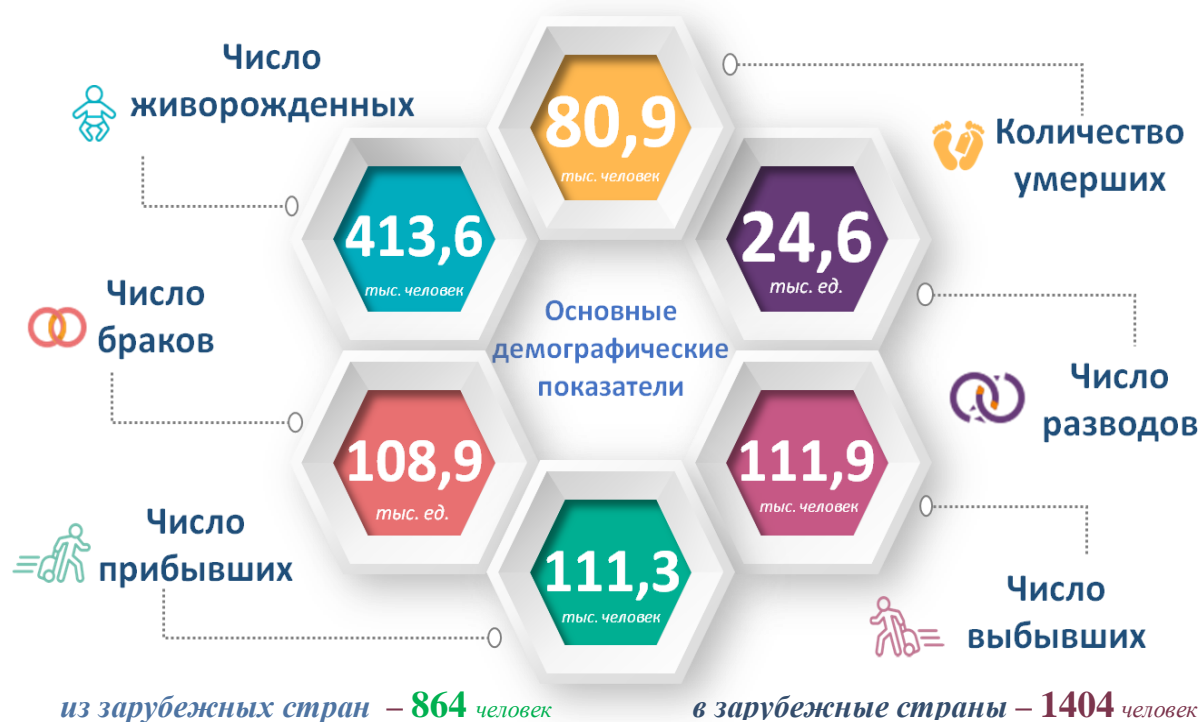 Число
живорожденных
80,9
тыс. человек
Количество
умерших
413,6
тыс. человек
24,6
тыс. ед.
Число
браков
Основные
демографические
показатели
Число
разводов
108,9
тыс. ед.
111,9
тыс. человек
Число
прибывших
111,3
тыс. человек
Число
выбывших
из зарубежных стран – 864 человек
в зарубежные страны – 1404 человек